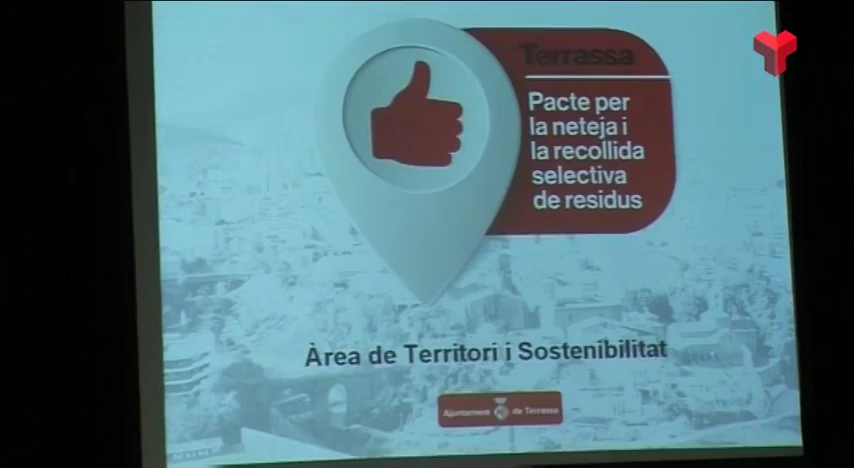 Terrassa
Pacte per
la neteja i
la recollida
selectiva
de residus
Àrea de Territori i Sostenibilitat
Ajuntament de Terrassa